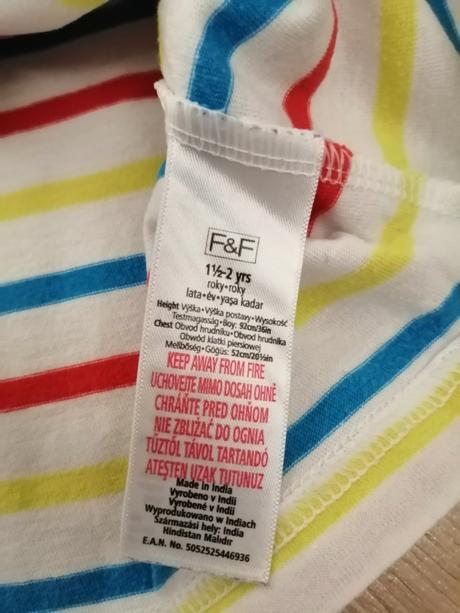 F&F
1½-2 yrs
roky•roky
lata•év•yaşa kadar
Height Výška•Výška postavy•Wysokość
Testmagasság•Boy: 92cm/36in
Chest Obvod hrudníku•Obvod hrudníka
Obwód klatki piersiowej
Mellbőség•Göğüs: 52cm/20½in
KEEP AWAY FROM FIRE
UCHOVEJTE MIMO DOSAH OHNĚ
CHRÁŇTE PRED OHŇOM
NIE ZBLIŻAĆ DO OGNIA
TŰZTŐL TÁVOL TARTANDÓ
ATEŞTEN UZAK TUTUNUZ
Made in India
Vyrobeno v Indii
Vyrobené v Indii
Wyprodukowano w Indiach
Származási hely: India
Hindistan Malıdır
E.A.N. No. 5052525446936